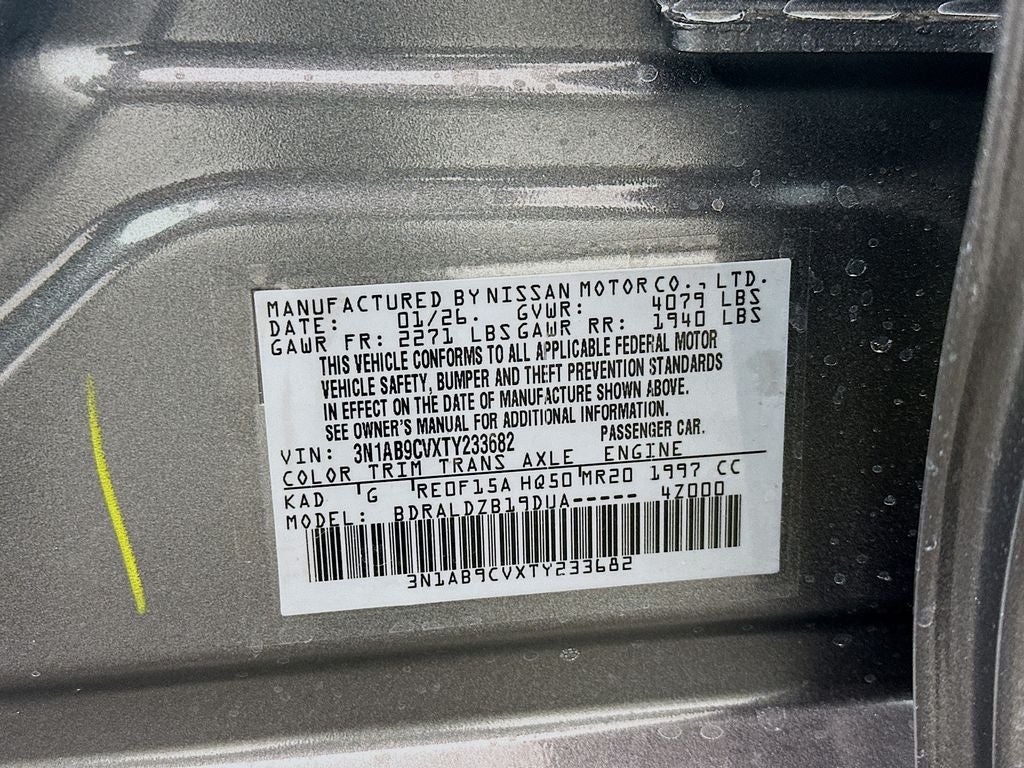 MANUFACTURED BY NISSAN MOTOR CO., LTD.
DATE: 01/26. GVWR: 4079 LBS
GAWR FR: 2271 LBS GAWR RR: 1940 LBS
THIS VEHICLE CONFORMS TO ALL APPLICABLE FEDERAL MOTOR
VEHICLE SAFETY, BUMPER AND THEFT PREVENTION STANDARDS
IN EFFECT ON THE DATE OF MANUFACTURE SHOWN ABOVE.
SEE OWNER'S MANUAL FOR ADDITIONAL INFORMATION.
VIN: 3N1AB9CVXTY233682 PASSENGER CAR.
COLOR TRIM TRANS AXLE ENGINE
KAD G RE0F15A HQ50 MR20 1997 CC
MODEL: BDRALDZB19DUA----- 4Z000
3N1AB9CVXTY233682